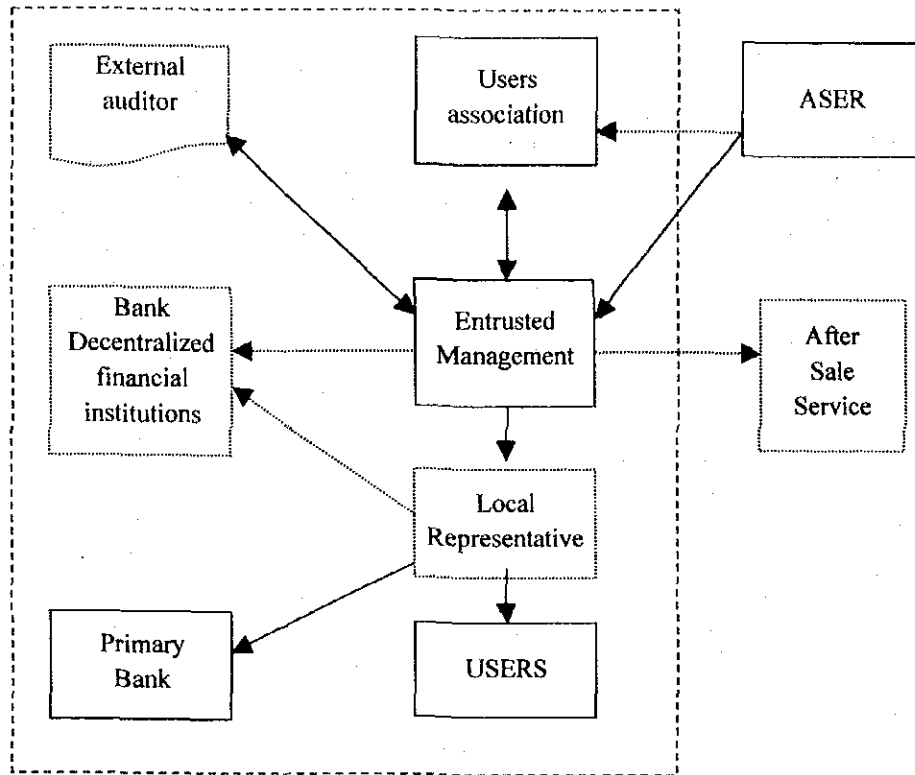 External
auditor
Users
association
ASER
Bank
Decentralized
financial
institutions
Entrusted
Management
After
Sale
Service
Local
Representative
Primary
Bank
USERS